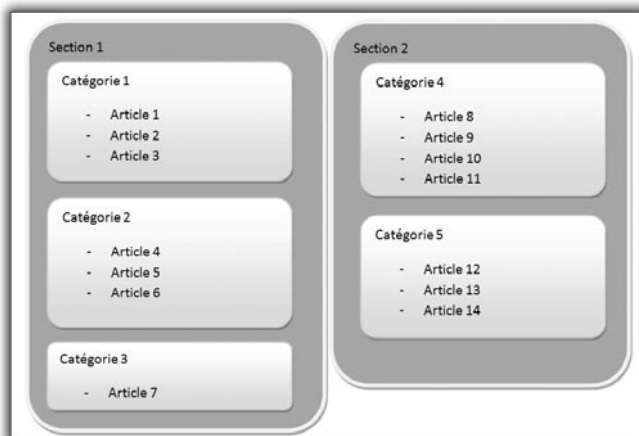 Section 1
Catégorie 1
- Article 1
- Article 2
- Article 3
Catégorie 2
- Article 4
- Article 5
- Article 6
Catégorie 3
- Article 7
Section 2
Catégorie 4
- Article 8
- Article 9
- Article 10
- Article 11
Catégorie 5
- Article 12
- Article 13
- Article 14